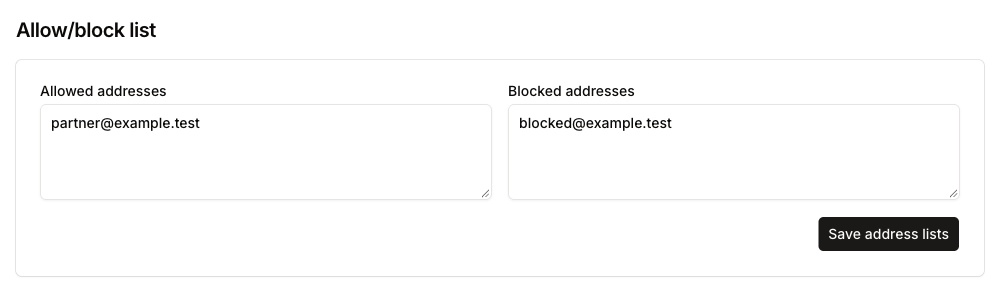 Allow/block list
Allowed addresses
partner@example.test
Blocked addresses
blocked@example.test
Save address lists